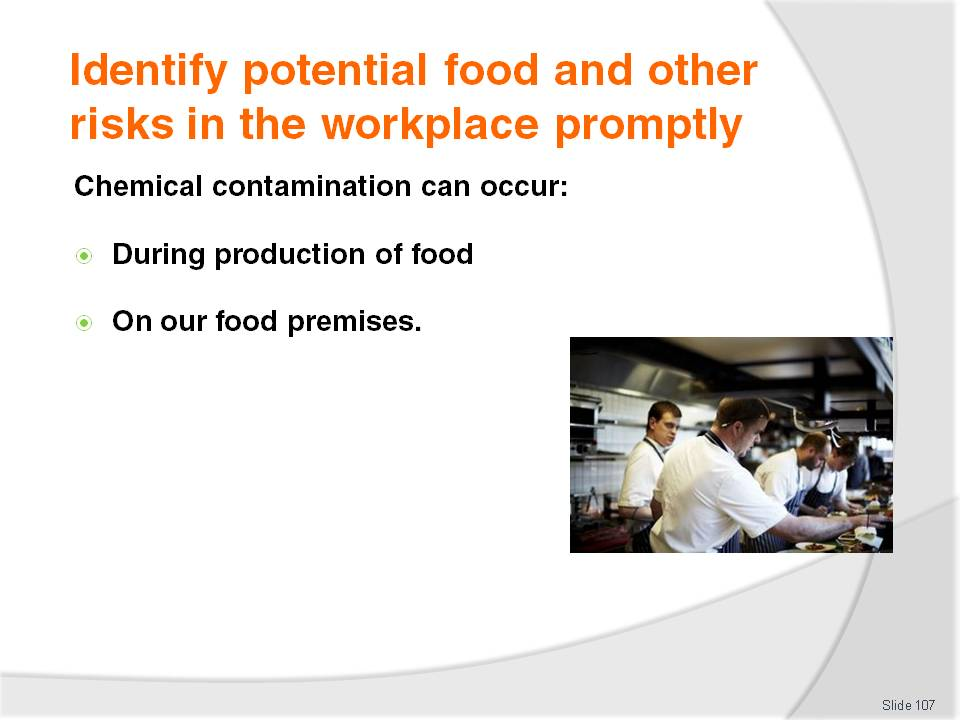 Identify potential food and other
risks in the workplace promptly
Chemical contamination can occur:
During production of food
On our food premises.
Slide 107